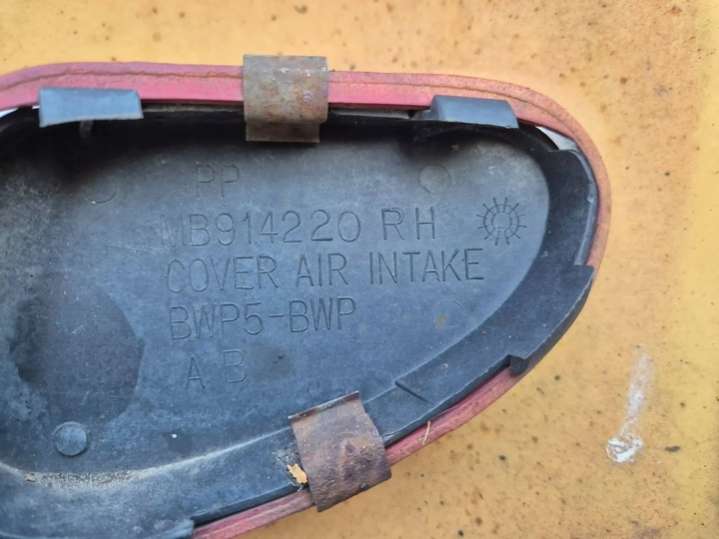 PP
MB914220 RH
COVER AIR INTAKE
BWP5-BWP
A B